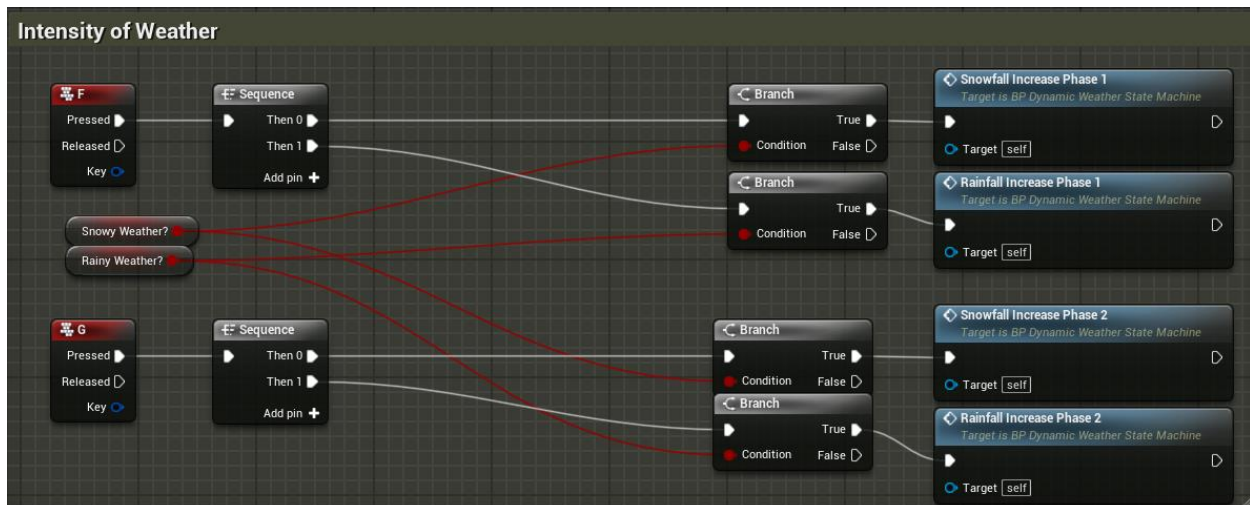 Intensity of Weather
F
Pressed
Released
Key
Sequence
Then 0
Then 1
Add pin +
Branch
True
Condition
False
Snowfall Increase Phase 1
Target is BP Dynamic Weather State Machine
Target self
Branch
True
Condition
False
Rainfall Increase Phase 1
Target is BP Dynamic Weather State Machine
Target self
Snowy Weather?
Rainy Weather?
G
Pressed
Released
Key
Sequence
Then 0
Then 1
Add pin +
Branch
True
Condition
False
Snowfall Increase Phase 2
Target is BP Dynamic Weather State Machine
Target self
Branch
True
Condition
False
Rainfall Increase Phase 2
Target is BP Dynamic Weather State Machine
Target self